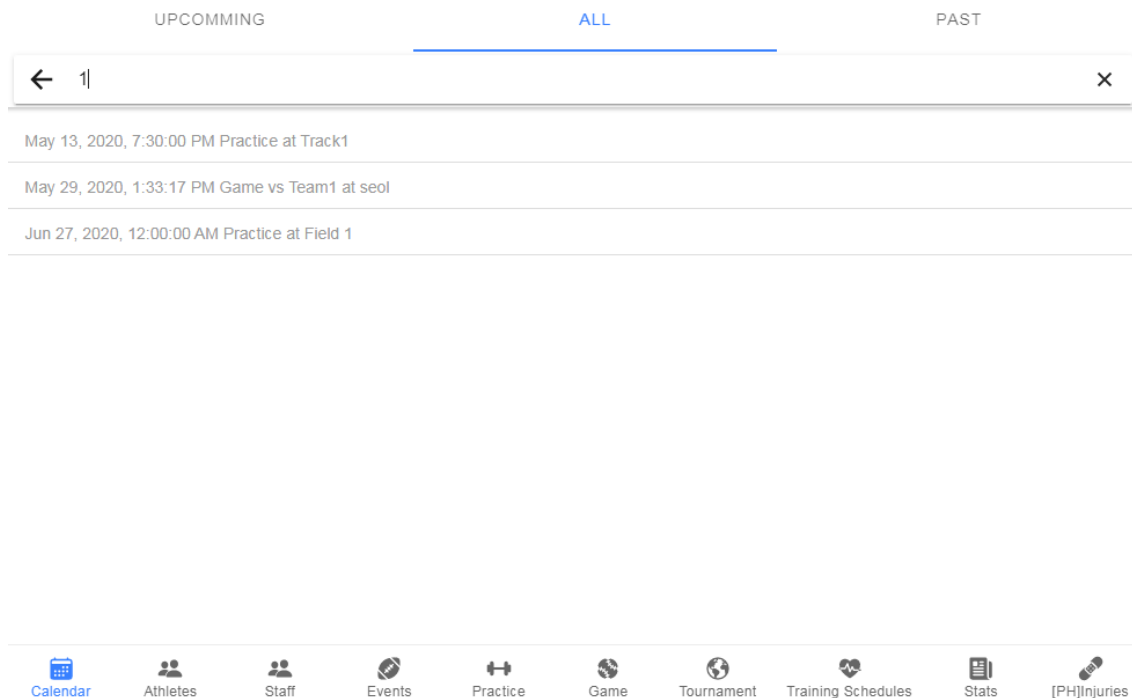 UPCOMMING ALL PAST
1
May 13, 2020, 7:30:00 PM Practice at Track1
May 29, 2020, 1:33:17 PM Game vs Team1 at seol
Jun 27, 2020, 12:00:00 AM Practice at Field 1
Calendar Athletes Staff Events Practice Game Tournament Training Schedules Stats [PH]Injuries